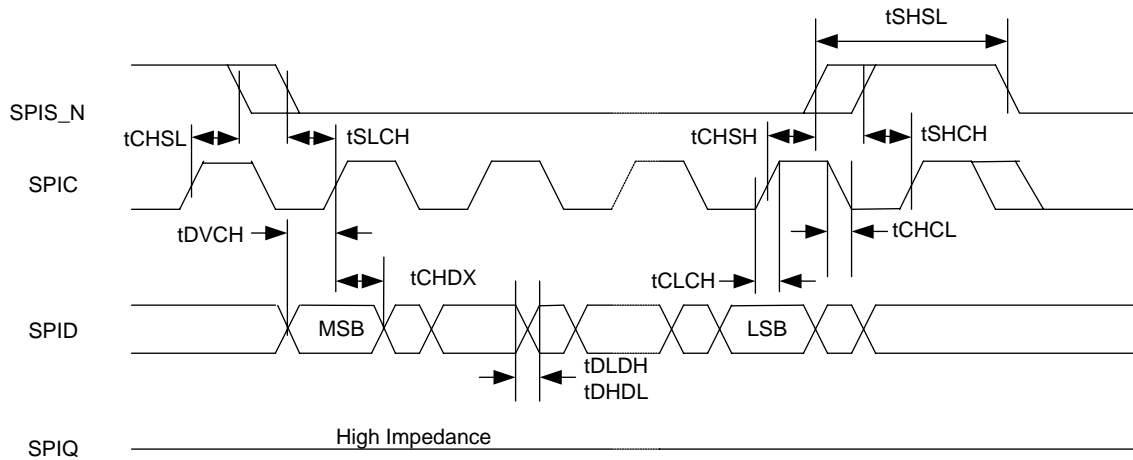 tSHSL
SPIS_N
tCHSL
tSLCH
tCHSH
tSHCH
SPIC
tDVCH
tCHCL
tCHDX
tCLCH
SPID
MSB
LSB
tDLDH
tDHDL
SPIQ
High Impedance